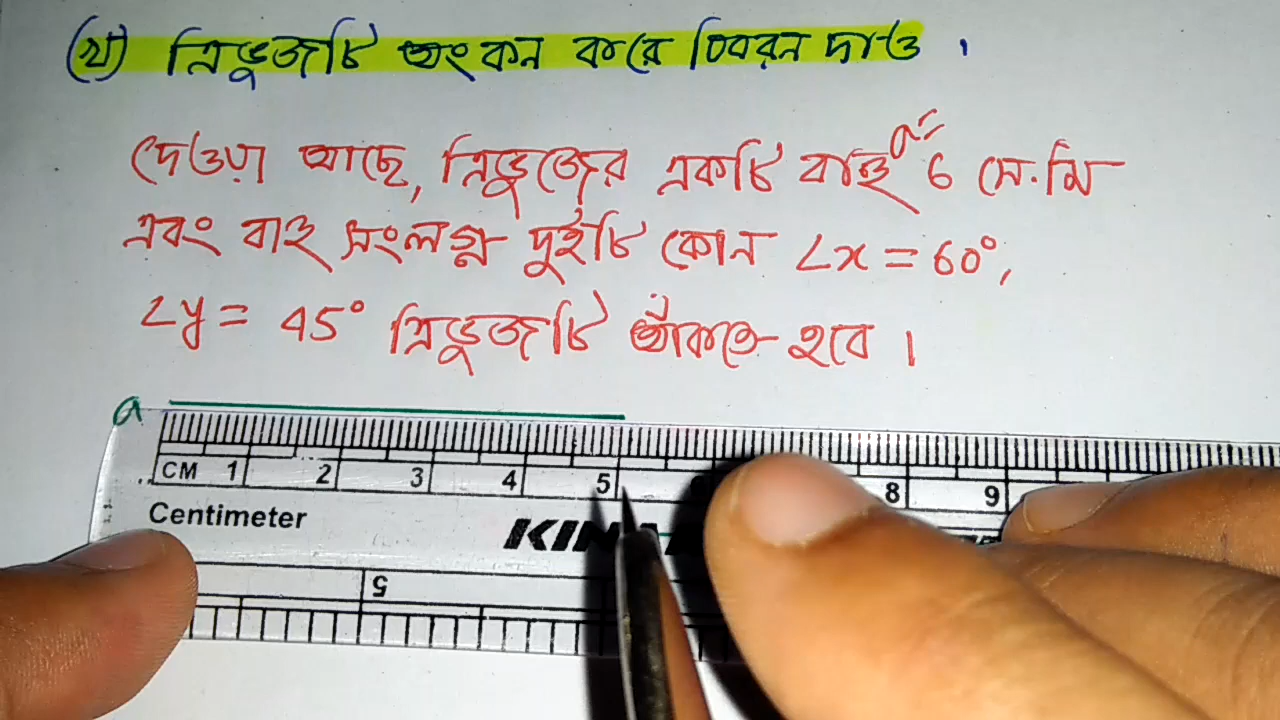 (খ) ত্রিভুজটি অংকন করে বিবরন দাও ।
দেওয়া আছে, ত্রিভুজের একটি বাহু a= 6 সে.মি
এবং বাহু সংলগ্ন দুইটি কোন ∠x = 60°,
∠y = 45° ত্রিভুজটি আঁকতে হবে ।
a
CM 1 2 3 4 5 8 9
Centimeter
5